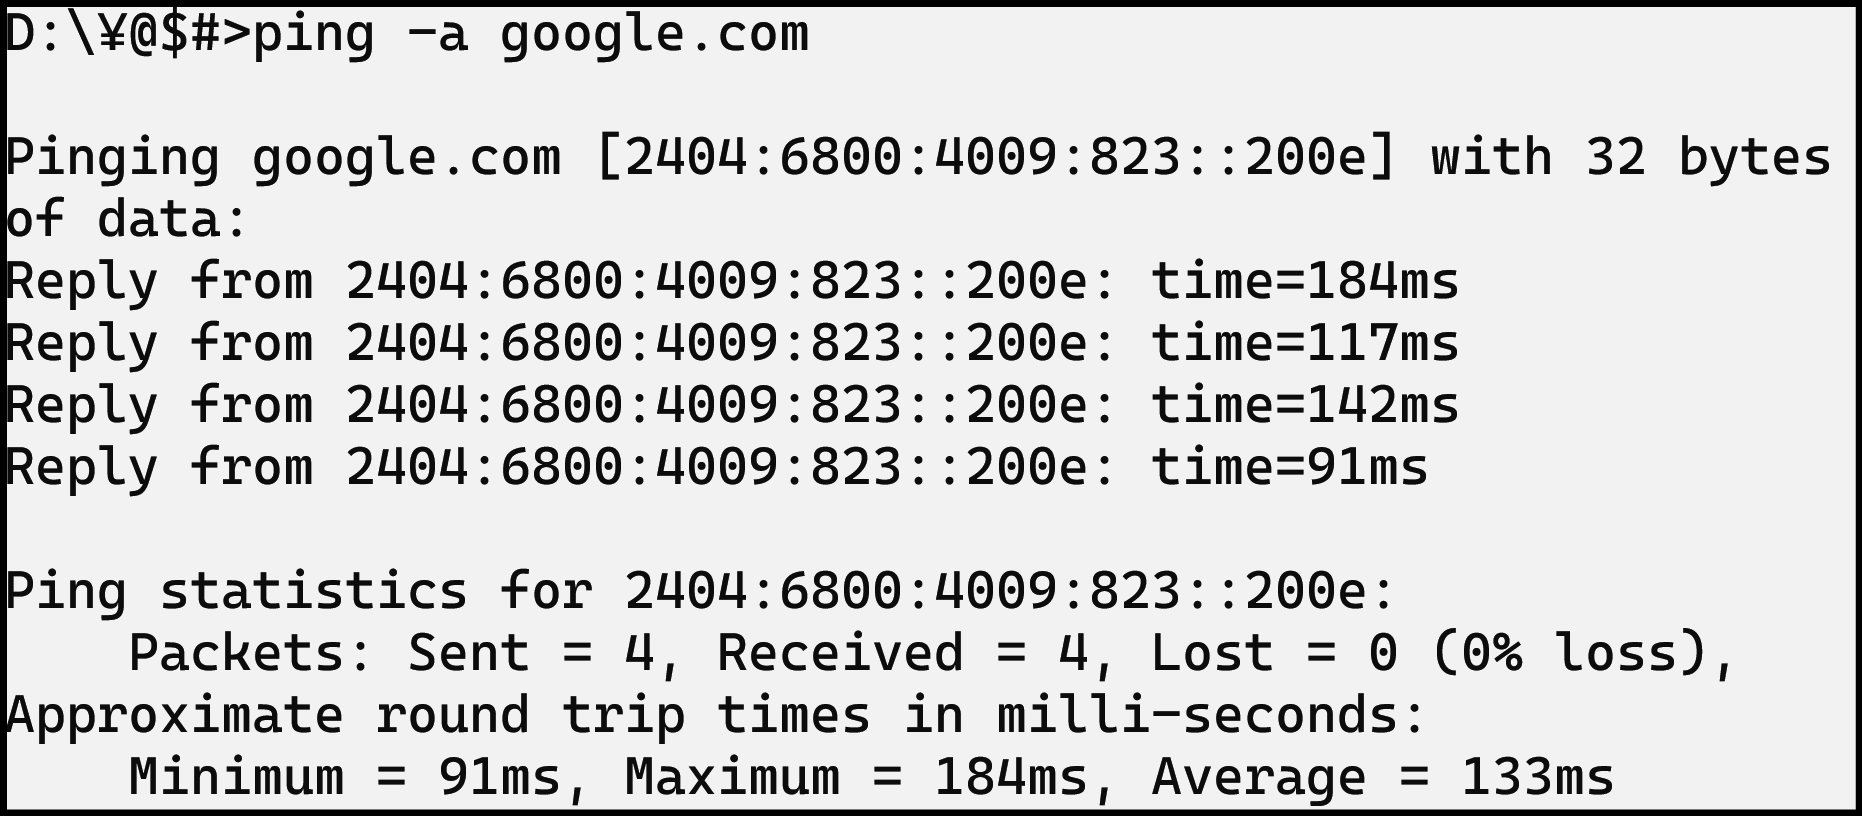 D:\¥@$#>ping -a google.com
Pinging google.com [2404:6800:4009:823::200e] with 32 bytes
of data:
Reply from 2404:6800:4009:823::200e: time=184ms
Reply from 2404:6800:4009:823::200e: time=117ms
Reply from 2404:6800:4009:823::200e: time=142ms
Reply from 2404:6800:4009:823::200e: time=91ms
Ping statistics for 2404:6800:4009:823::200e:
    Packets: Sent = 4, Received = 4, Lost = 0 (0% loss),
Approximate round trip times in milli-seconds:
    Minimum = 91ms, Maximum = 184ms, Average = 133ms